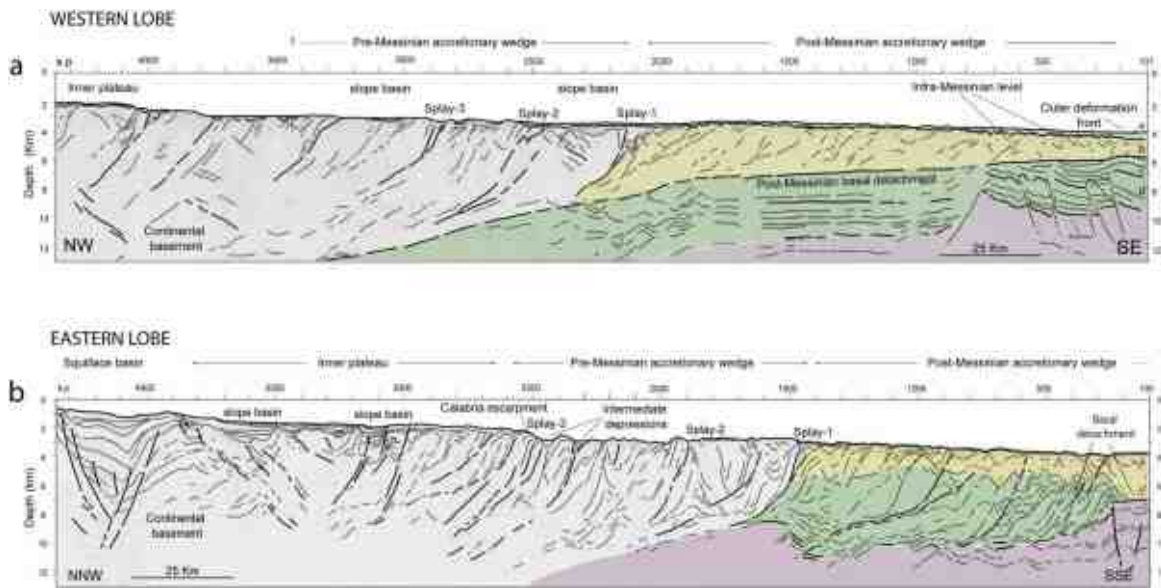 WESTERN LOBE
Pre-Messinian accretionary wedge Post-Messinian accretionary wedge
a
4000 2000 500
Inner plateau slope basin slope basin Infra-Messinian level
Splay-3 Splay-2 Splay-1 Outer deformation
front
Depth (Km)
Post-Messinian basal detachment
Continental
basement
NW 25 Km SE
EASTERN LOBE
Squillace basin Inner plateau Pre-Messinian accretionary wedge Post-Messinian accretionary wedge
b
slope basin slope basin Calabria escarpment Intermediate
depressions
Splay-3 Splay-2 Splay-1 Basal
detachment
Depth (km)
Continental
basement
NNW 25 Km SSE